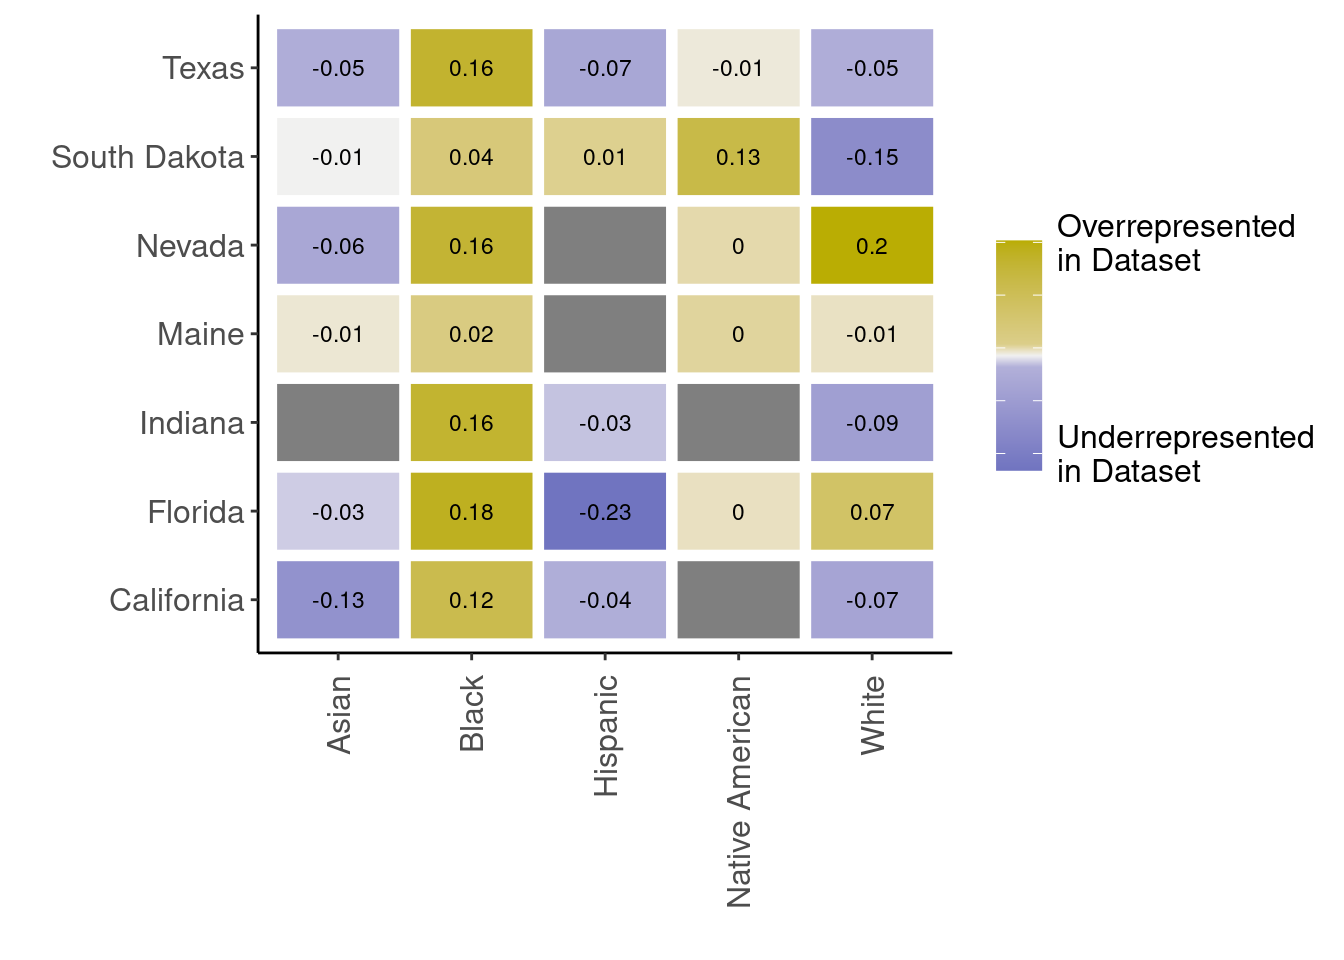 Texas -0.05 0.16 -0.07 -0.01 -0.05
South Dakota -0.01 0.04 0.01 0.13 -0.15
Nevada -0.06 0.16 0 0.2
Maine -0.01 0.02 0 -0.01
Indiana 0.16 -0.03 -0.09
Florida -0.03 0.18 -0.23 0 0.07
California -0.13 0.12 -0.04 -0.07
Asian
Black
Hispanic
Native American
White
Overrepresented
in Dataset
Underrepresented
in Dataset